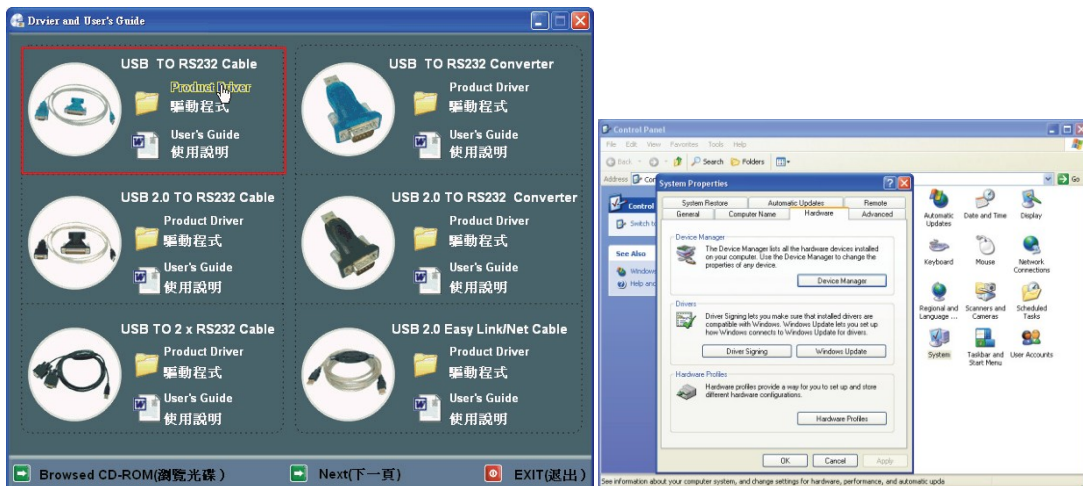 Drvier and User's Guide
USB TO RS232 Cable
Product Driver
驅動程式
User's Guide
使用說明
USB TO RS232 Converter
Product Driver
驅動程式
User's Guide
使用說明
USB 2.0 TO RS232 Cable
Product Driver
驅動程式
User's Guide
使用說明
USB 2.0 TO RS232 Converter
Product Driver
驅動程式
User's Guide
使用說明
USB TO 2 x RS232 Cable
Product Driver
驅動程式
User's Guide
使用說明
USB 2.0 Easy Link/Net Cable
Product Driver
驅動程式
User's Guide
使用說明
Browsed CD-ROM(瀏覽光碟)
Next(下一頁)
EXIT(退出)
Control Panel
File Edit View Favorites Tools Help
Back Search Folders
Address Cor Go
Control
Switch to
See Also
Windows
Help and
System Properties
System Restore Automatic Updates Remote
General Computer Name Hardware Advanced
Device Manager
The Device Manager lists all the hardware devices installed
on your computer. Use the Device Manager to change the
properties of any device.
Device Manager
Drivers
Driver Signing lets you make sure that installed drivers are
compatible with Windows. Windows Update lets you set up
how Windows connects to Windows Update for drivers.
Driver Signing Windows Update
Hardware Profiles
Hardware profiles provide a way for you to set up and store
different hardware configurations.
Hardware Profiles
OK Cancel Apply
Automatic
Updates
Date and Time
Display
Keyboard
Mouse
Network
Connections
Regional and
Language ...
Scanners and
Cameras
Scheduled
Tasks
System
Taskbar and
Start Menu
User Accounts
See information about your computer system, and change settings for hardware, performance, and automatic upda